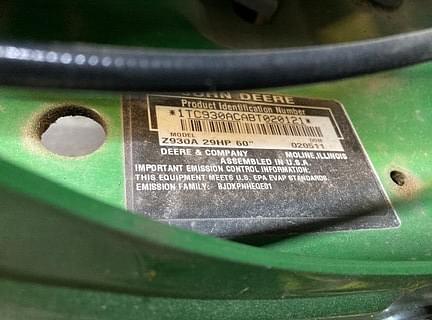 JOHN DEERE
Product Identification Number
*1TC930ACABT020121*
MODEL
Z930A 29HP 60" 020511
DEERE & COMPANY MOLINE,ILLINOIS
ASSEMBLED IN U.S.A
IMPORTANT EMISSION CONTROL INFORMATION:
THIS EQUIPMENT MEETS U.S. EPA EVAP STANDARDS
EMISSION FAMILY: BJDKPNHEQE01